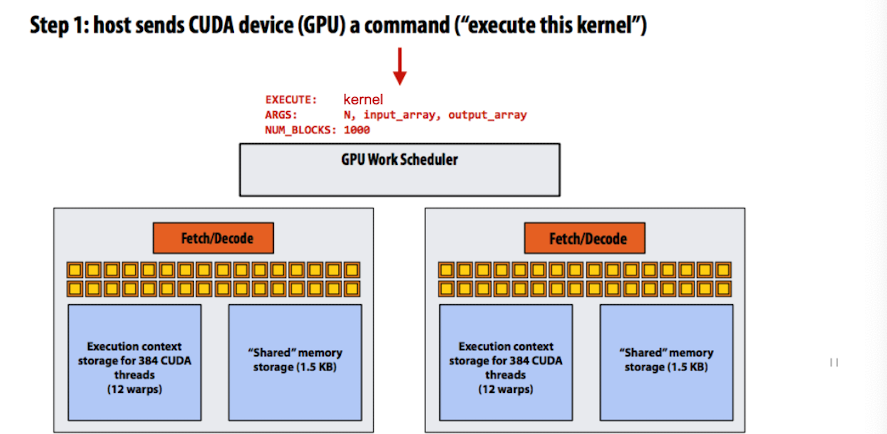 Step 1: host sends CUDA device (GPU) a command (“execute this kernel”)
EXECUTE: kernel
ARGS: N, input_array, output_array
NUM_BLOCKS: 1000
GPU Work Scheduler
Fetch/Decode
Execution context
storage for 384 CUDA
threads
(12 warps)
“Shared” memory
storage (1.5 KB)
Fetch/Decode
Execution context
storage for 384 CUDA
threads
(12 warps)
“Shared” memory
storage (1.5 KB)